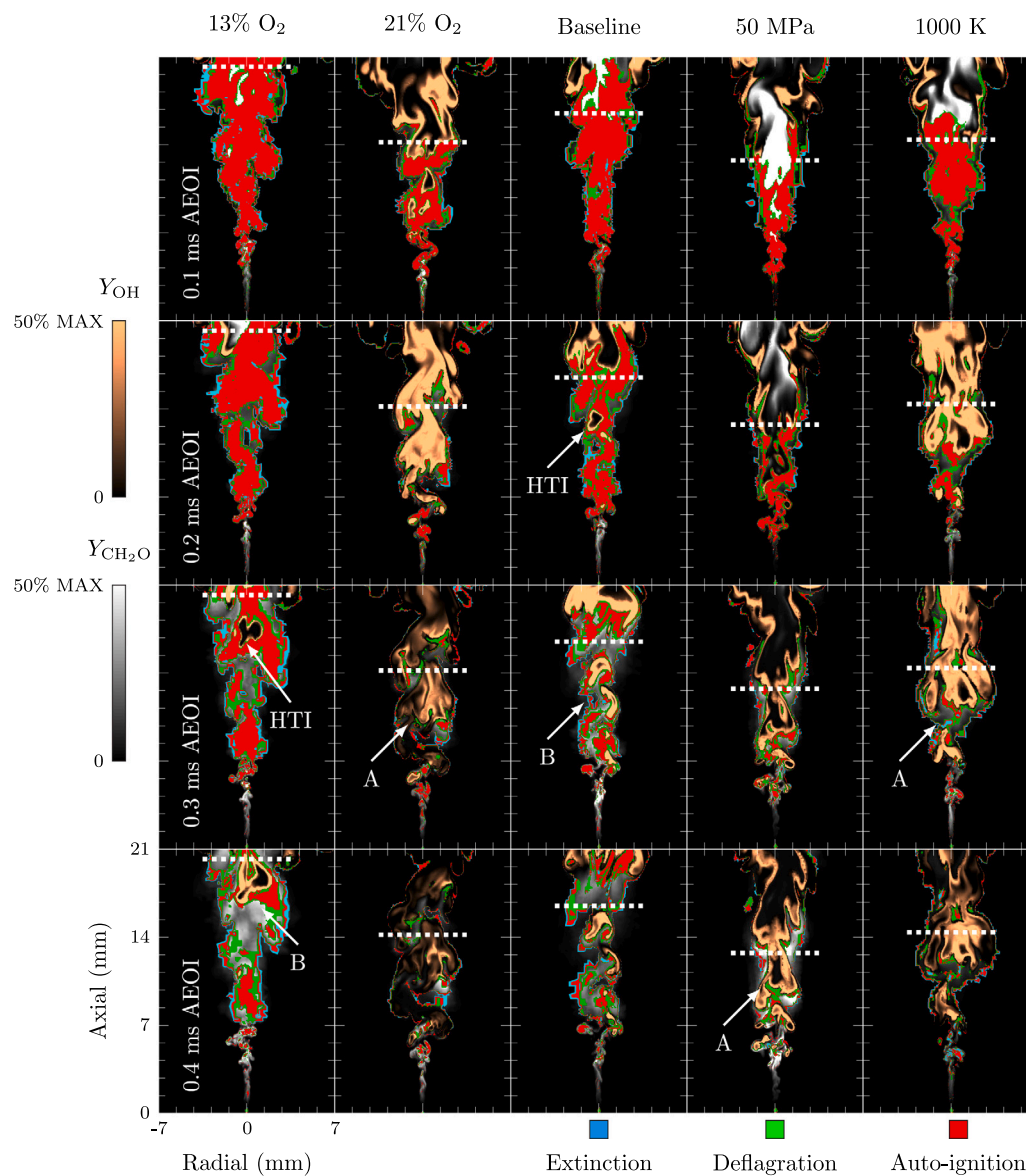 13% O₂ 21% O₂ Baseline 50 MPa 1000 K
0.1 ms AEOI
Y_OH
50% MAX
0
0.2 ms AEOI
HTI
Y_CH₂O
50% MAX
0
0.3 ms AEOI
HTI
A
B
A
0.4 ms AEOI
B
A
Axial (mm)
21
14
7
0
-7 0 7
Radial (mm)
Extinction Deflagration Auto-ignition